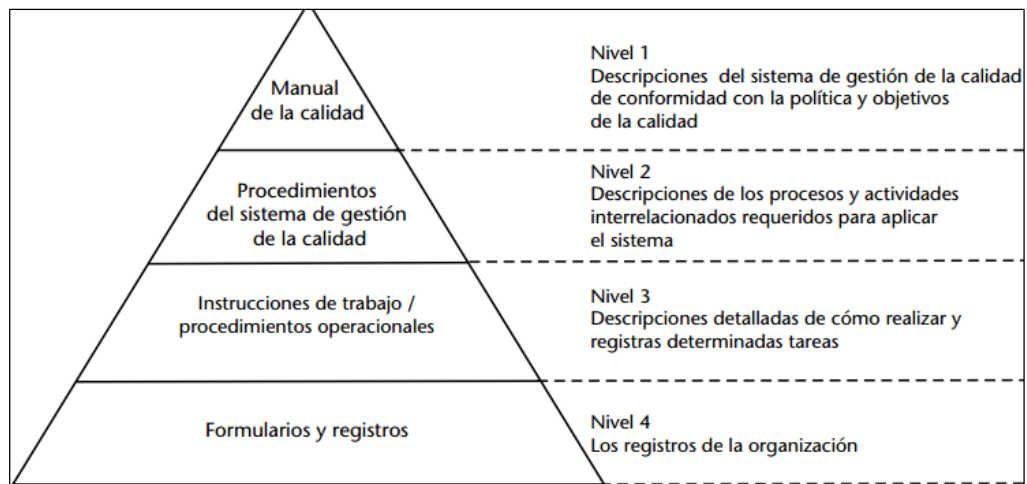 Manual
de la calidad
Nivel 1
Descripciones del sistema de gestión de la calidad
de conformidad con la política y objetivos
de la calidad
Procedimientos
del sistema de gestión
de la calidad
Nivel 2
Descripciones de los procesos y actividades
interrelacionados requeridos para aplicar
el sistema
Instrucciones de trabajo /
procedimientos operacionales
Nivel 3
Descripciones detalladas de cómo realizar y
registras determinadas tareas
Formularios y registros
Nivel 4
Los registros de la organización